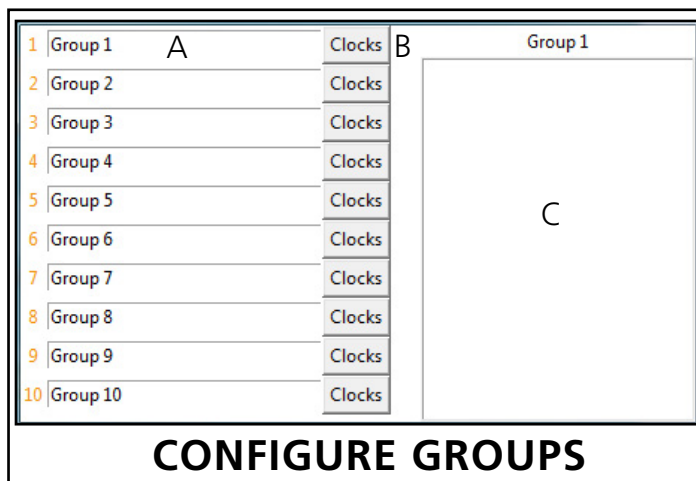 1 Group 1 A Clocks B Group 1
2 Group 2 Clocks
3 Group 3 Clocks
4 Group 4 Clocks
5 Group 5 Clocks C
6 Group 6 Clocks
7 Group 7 Clocks
8 Group 8 Clocks
9 Group 9 Clocks
10 Group 10 Clocks
CONFIGURE GROUPS